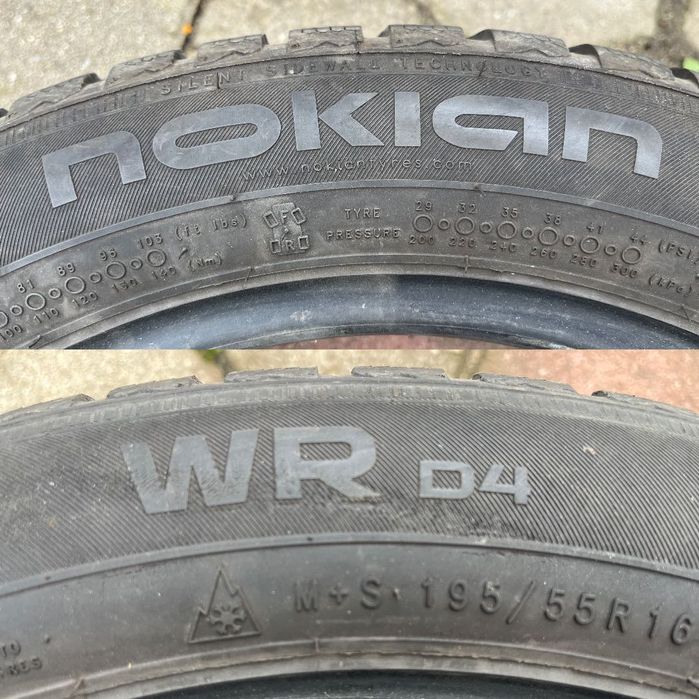 SILENT SIDEWALL TECHNOLOGY
nokian
www.nokiantyres.com
81 89 96 103 (ft lbs)
100 110 120 130 140 (Nm)
F
R
TYRE PRESSURE
29 32 35 38 41 44 (PSI)
200 220 240 260 280 300 (kPa)
WR D4
M+S · 195/55R16
TO